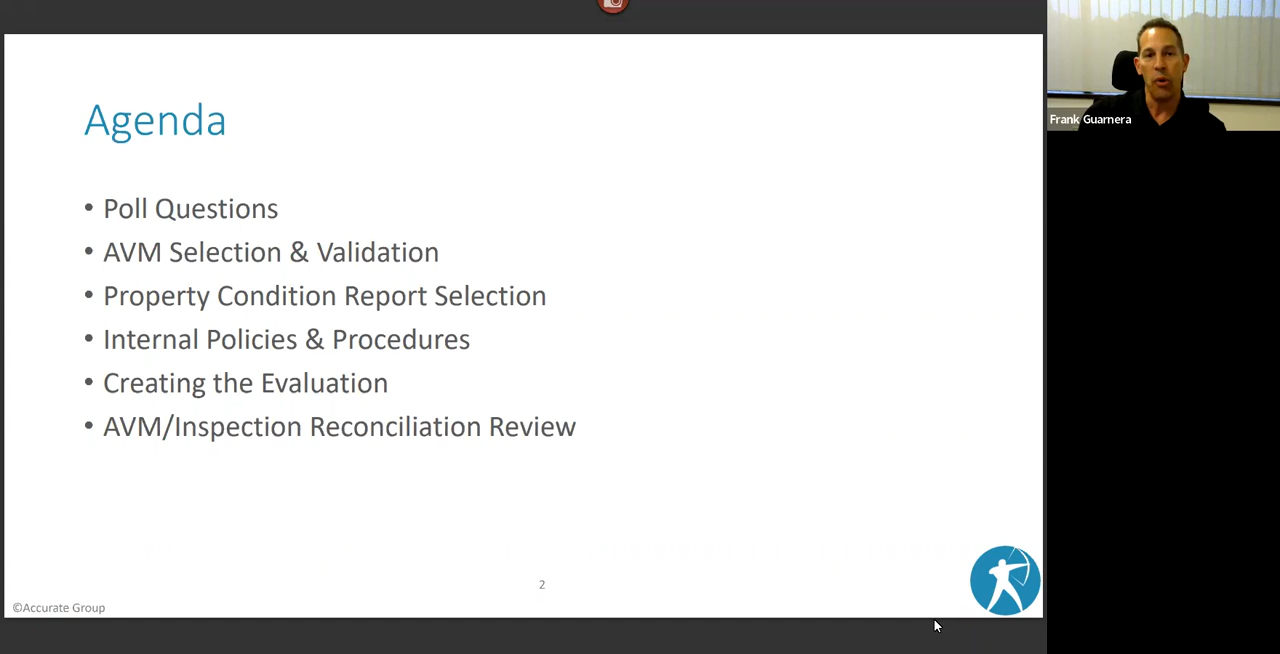 Agenda
• Poll Questions
• AVM Selection & Validation
• Property Condition Report Selection
• Internal Policies & Procedures
• Creating the Evaluation
• AVM/Inspection Reconciliation Review
2
©Accurate Group
Frank Guarnera